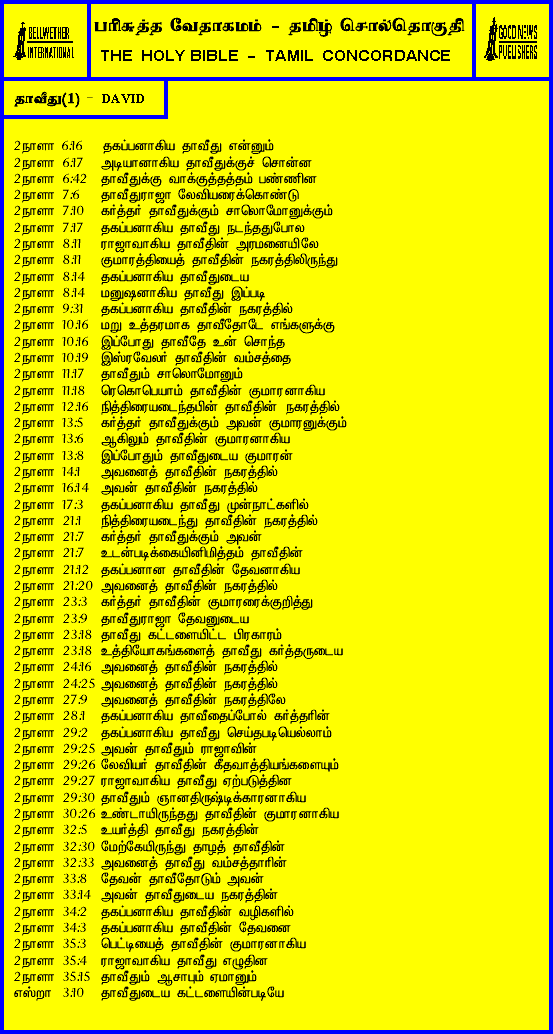 BELLWETHER
INTERNATIONAL
பரிசுத்த வேதாகமம் - தமிழ் சொல்தொகுதி
THE HOLY BIBLE - TAMIL CONCORDANCE
GOOD NEWS
PUBLISHERS
தாவீது(1) - DAVID
2நாளா 6:16 தகப்பனாகிய தாவீது என்னும்
2நாளா 6:17 அடியானாகிய தாவீதுக்குச் சொன்ன
2நாளா 6:42 தாவீதுக்கு வாக்குத்தத்தம் பண்ணின
2நாளா 7:6 தாவீதுராஜா லேவியரைக்கொண்டு
2நாளா 7:10 கர்த்தர் தாவீதுக்கும் சாலொமோனுக்கும்
2நாளா 7:17 தகப்பனாகிய தாவீது நடந்ததுபோல
2நாளா 8:11 ராஜாவாகிய தாவீதின் அரமனையிலே
2நாளா 8:11 குமாரத்தியைத் தாவீதின் நகரத்திலிருந்து
2நாளா 8:14 தகப்பனாகிய தாவீதுடைய
2நாளா 8:14 மனுஷனாகிய தாவீது இப்படி
2நாளா 9:31 தகப்பனாகிய தாவீதின் நகரத்தில்
2நாளா 10:16 மறு உத்தரமாக தாவீதோடே எங்களுக்கு
2நாளா 10:16 இப்போது தாவீதே உன் சொந்த
2நாளா 10:19 இஸ்ரவேலர் தாவீதின் வம்சத்தை
2நாளா 11:17 தாவீதும் சாலொமோனும்
2நாளா 11:18 ரெகொபெயாம் தாவீதின் குமாரனாகிய
2நாளா 12:16 நித்திரையடைந்தபின் தாவீதின் நகரத்தில்
2நாளா 13:5 கர்த்தர் தாவீதுக்கும் அவன் குமாரனுக்கும்
2நாளா 13:6 ஆகிலும் தாவீதின் குமாரனாகிய
2நாளா 13:8 இப்போதும் தாவீதுடைய குமாரன்
2நாளா 14:1 அவனைத் தாவீதின் நகரத்தில்
2நாளா 16:14 அவன் தாவீதின் நகரத்தில்
2நாளா 17:3 தகப்பனாகிய தாவீது முன்நாட்களில்
2நாளா 21:1 நித்திரையடைந்து தாவீதின் நகரத்தில்
2நாளா 21:7 கர்த்தர் தாவீதுக்கும் அவன்
2நாளா 21:7 உடன்படிக்கையினிமித்தம் தாவீதின்
2நாளா 21:12 தகப்பனான தாவீதின் தேவனாகிய
2நாளா 21:20 அவனைத் தாவீதின் நகரத்தில்
2நாளா 23:3 கர்த்தர் தாவீதின் குமாரரைக்குறித்து
2நாளா 23:9 தாவீதுராஜா தேவனுடைய
2நாளா 23:18 தாவீது கட்டளையிட்ட பிரகாரம்
2நாளா 23:18 உத்தியோகங்களைத் தாவீது கர்த்தருடைய
2நாளா 24:16 அவனைத் தாவீதின் நகரத்தில்
2நாளா 24:25 அவனைத் தாவீதின் நகரத்தில்
2நாளா 27:9 அவனைத் தாவீதின் நகரத்திலே
2நாளா 28:1 தகப்பனாகிய தாவீதைப்போல் கர்த்தரின்
2நாளா 29:2 தகப்பனாகிய தாவீது செய்தபடியெல்லாம்
2நாளா 29:25 அவன் தாவீதும் ராஜாவின்
2நாளா 29:26 லேவியர் தாவீதின் கீதவாத்தியங்களையும்
2நாளா 29:27 ராஜாவாகிய தாவீது ஏற்படுத்தின
2நாளா 29:30 தாவீதும் ஞானதிருஷ்டிக்காரனாகிய
2நாளா 30:26 உண்டாயிருந்தது தாவீதின் குமாரனாகிய
2நாளா 32:5 உயர்த்தி தாவீது நகரத்தின்
2நாளா 32:30 மேற்கேயிருந்து தாழத் தாவீதின்
2நாளா 32:33 அவனைத் தாவீது வம்சத்தாரின்
2நாளா 33:8 தேவன் தாவீதோடும் அவன்
2நாளா 33:14 அவன் தாவீதுடைய நகரத்தின்
2நாளா 34:2 தகப்பனாகிய தாவீதின் வழிகளில்
2நாளா 34:3 தகப்பனாகிய தாவீதின் தேவனை
2நாளா 35:3 பெட்டியைத் தாவீதின் குமாரனாகிய
2நாளா 35:4 ராஜாவாகிய தாவீது எழுதின
2நாளா 35:15 தாவீதும் ஆசாபும் ஏமானும்
எஸ்றா 3:10 தாவீதுடைய கட்டளையின்படியே